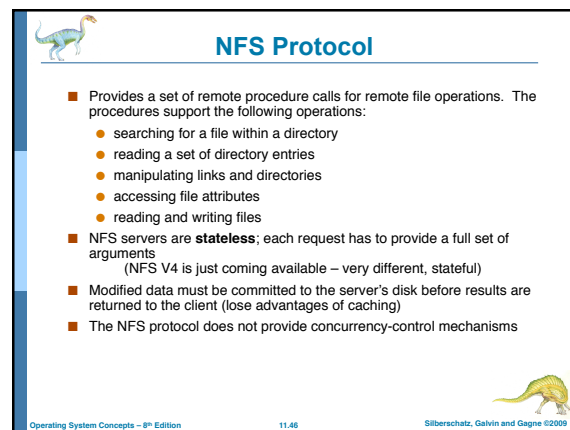 NFS Protocol
Provides a set of remote procedure calls for remote file operations.  The
procedures support the following operations:
searching for a file within a directory
reading a set of directory entries
manipulating links and directories
accessing file attributes
reading and writing files
NFS servers are stateless; each request has to provide a full set of
arguments
(NFS V4 is just coming available – very different, stateful)
Modified data must be committed to the server's disk before results are
returned to the client (lose advantages of caching)
The NFS protocol does not provide concurrency-control mechanisms
Operating System Concepts – 8th Edition
11.46
Silberschatz, Galvin and Gagne ©2009